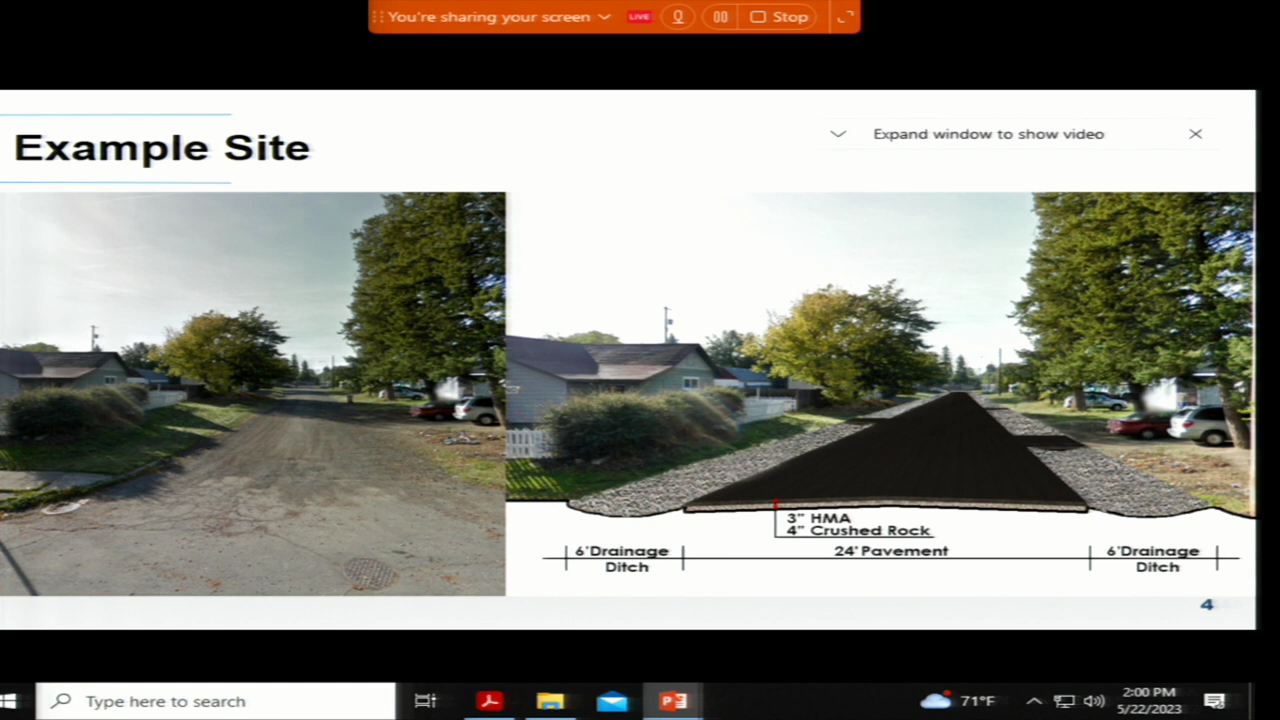 You're sharing your screen
LIVE
Stop
Example Site
Expand window to show video
3" HMA
4" Crushed Rock
6'Drainage
Ditch
24' Pavement
6'Drainage
Ditch
4
Type here to search
71°F
2:00 PM
5/22/2023